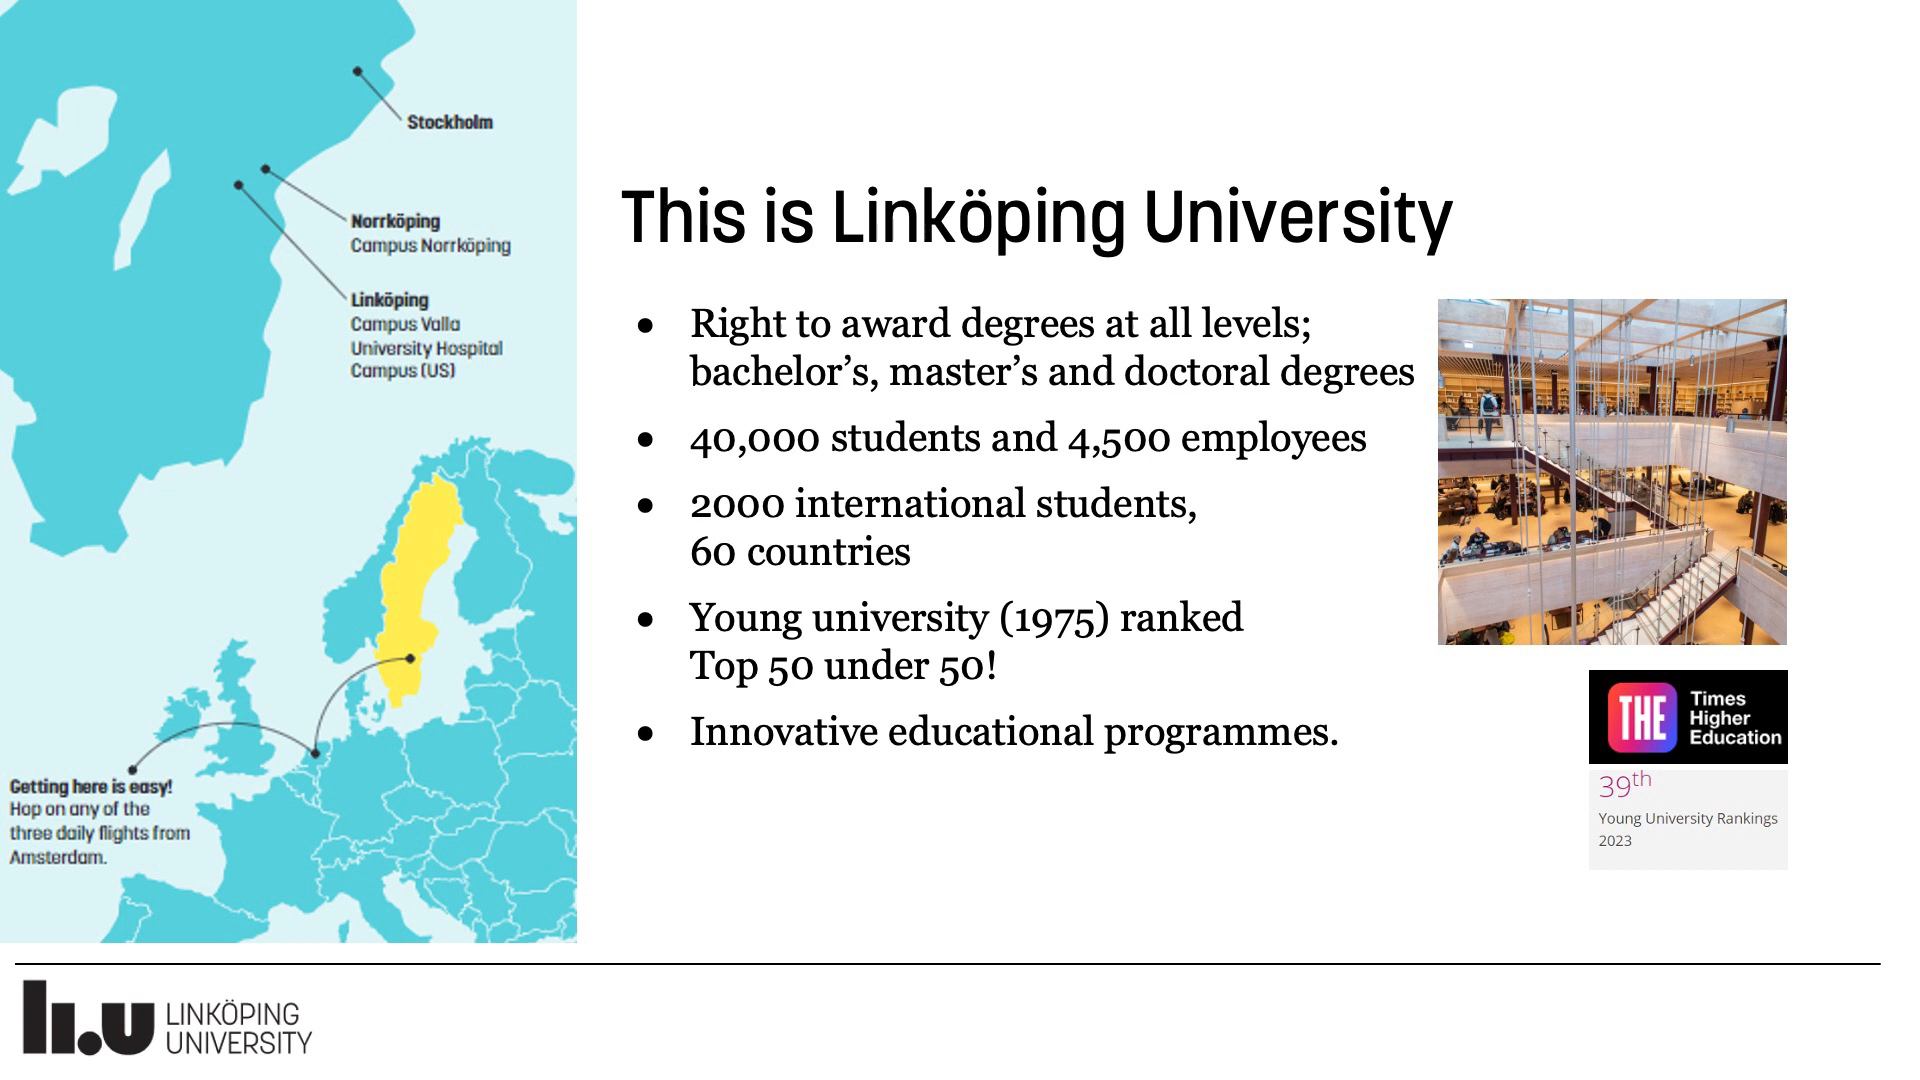 Stockholm
Norrköping
Campus Norrköping
Linköping
Campus Valla
University Hospital
Campus (US)
Getting here is easy!
Hop on any of the
three daily flights from
Amsterdam.
This is Linköping University
• Right to award degrees at all levels;
bachelor’s, master’s and doctoral degrees
• 40,000 students and 4,500 employees
• 2000 international students,
60 countries
• Young university (1975) ranked
Top 50 under 50!
• Innovative educational programmes.
THE
Times
Higher
Education
39th
Young University Rankings
2023
li.u
LINKÖPING
UNIVERSITY